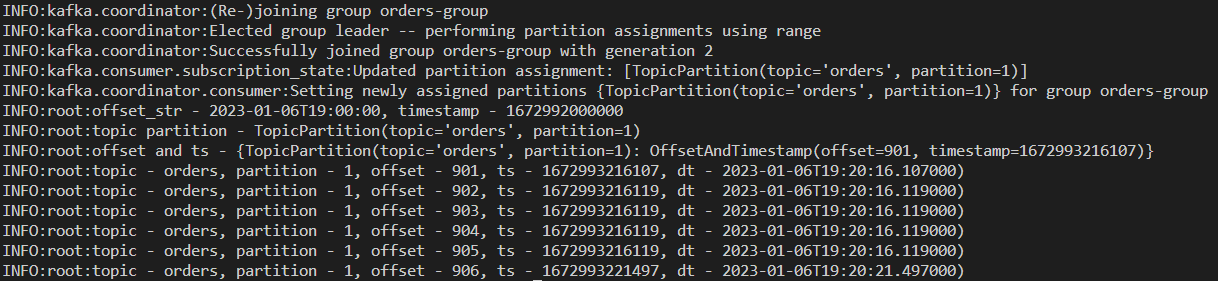 INFO:kafka.coordinator:(Re-)joining group orders-group
INFO:kafka.coordinator:Elected group leader -- performing partition assignments using range
INFO:kafka.coordinator:Successfully joined group orders-group with generation 2
INFO:kafka.consumer.subscription_state:Updated partition assignment: [TopicPartition(topic='orders', partition=1)]
INFO:kafka.coordinator.consumer:Setting newly assigned partitions {TopicPartition(topic='orders', partition=1)} for group orders-group
INFO:root:offset_str - 2023-01-06T19:00:00, timestamp - 1672992000000
INFO:root:topic partition - TopicPartition(topic='orders', partition=1)
INFO:root:offset and ts - {TopicPartition(topic='orders', partition=1): OffsetAndTimestamp(offset=901, timestamp=1672993216107)}
INFO:root:topic - orders, partition - 1, offset - 901, ts - 1672993216107, dt - 2023-01-06T19:20:16.107000)
INFO:root:topic - orders, partition - 1, offset - 902, ts - 1672993216119, dt - 2023-01-06T19:20:16.119000)
INFO:root:topic - orders, partition - 1, offset - 903, ts - 1672993216119, dt - 2023-01-06T19:20:16.119000)
INFO:root:topic - orders, partition - 1, offset - 904, ts - 1672993216119, dt - 2023-01-06T19:20:16.119000)
INFO:root:topic - orders, partition - 1, offset - 905, ts - 1672993216119, dt - 2023-01-06T19:20:16.119000)
INFO:root:topic - orders, partition - 1, offset - 906, ts - 1672993221497, dt - 2023-01-06T19:20:21.497000)